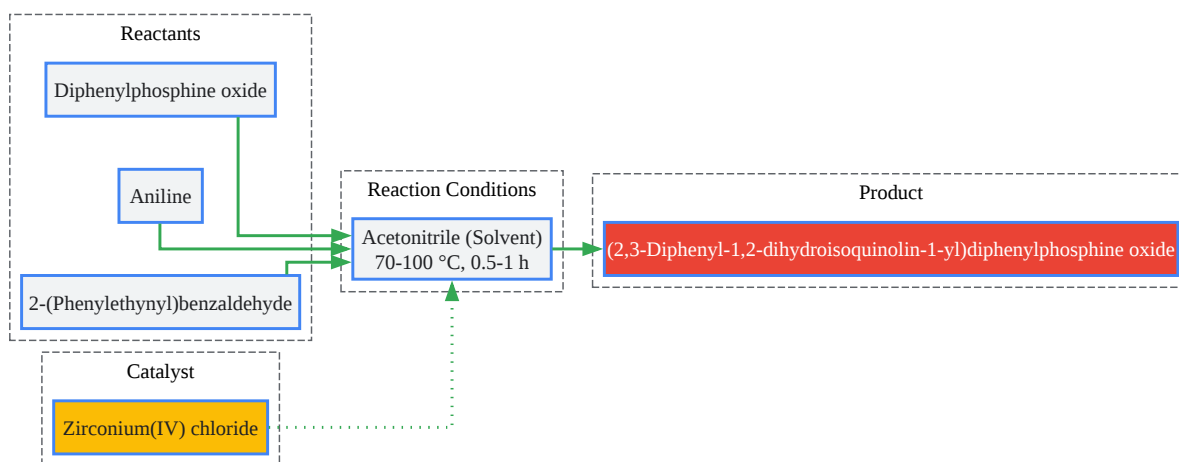 Reactants
Diphenylphosphine oxide
Aniline
2-(Phenylethynyl)benzaldehyde
Catalyst
Zirconium(IV) chloride
Reaction Conditions
Acetonitrile (Solvent)
70-100 °C, 0.5-1 h
Product
(2,3-Diphenyl-1,2-dihydroisoquinolin-1-yl)diphenylphosphine oxide